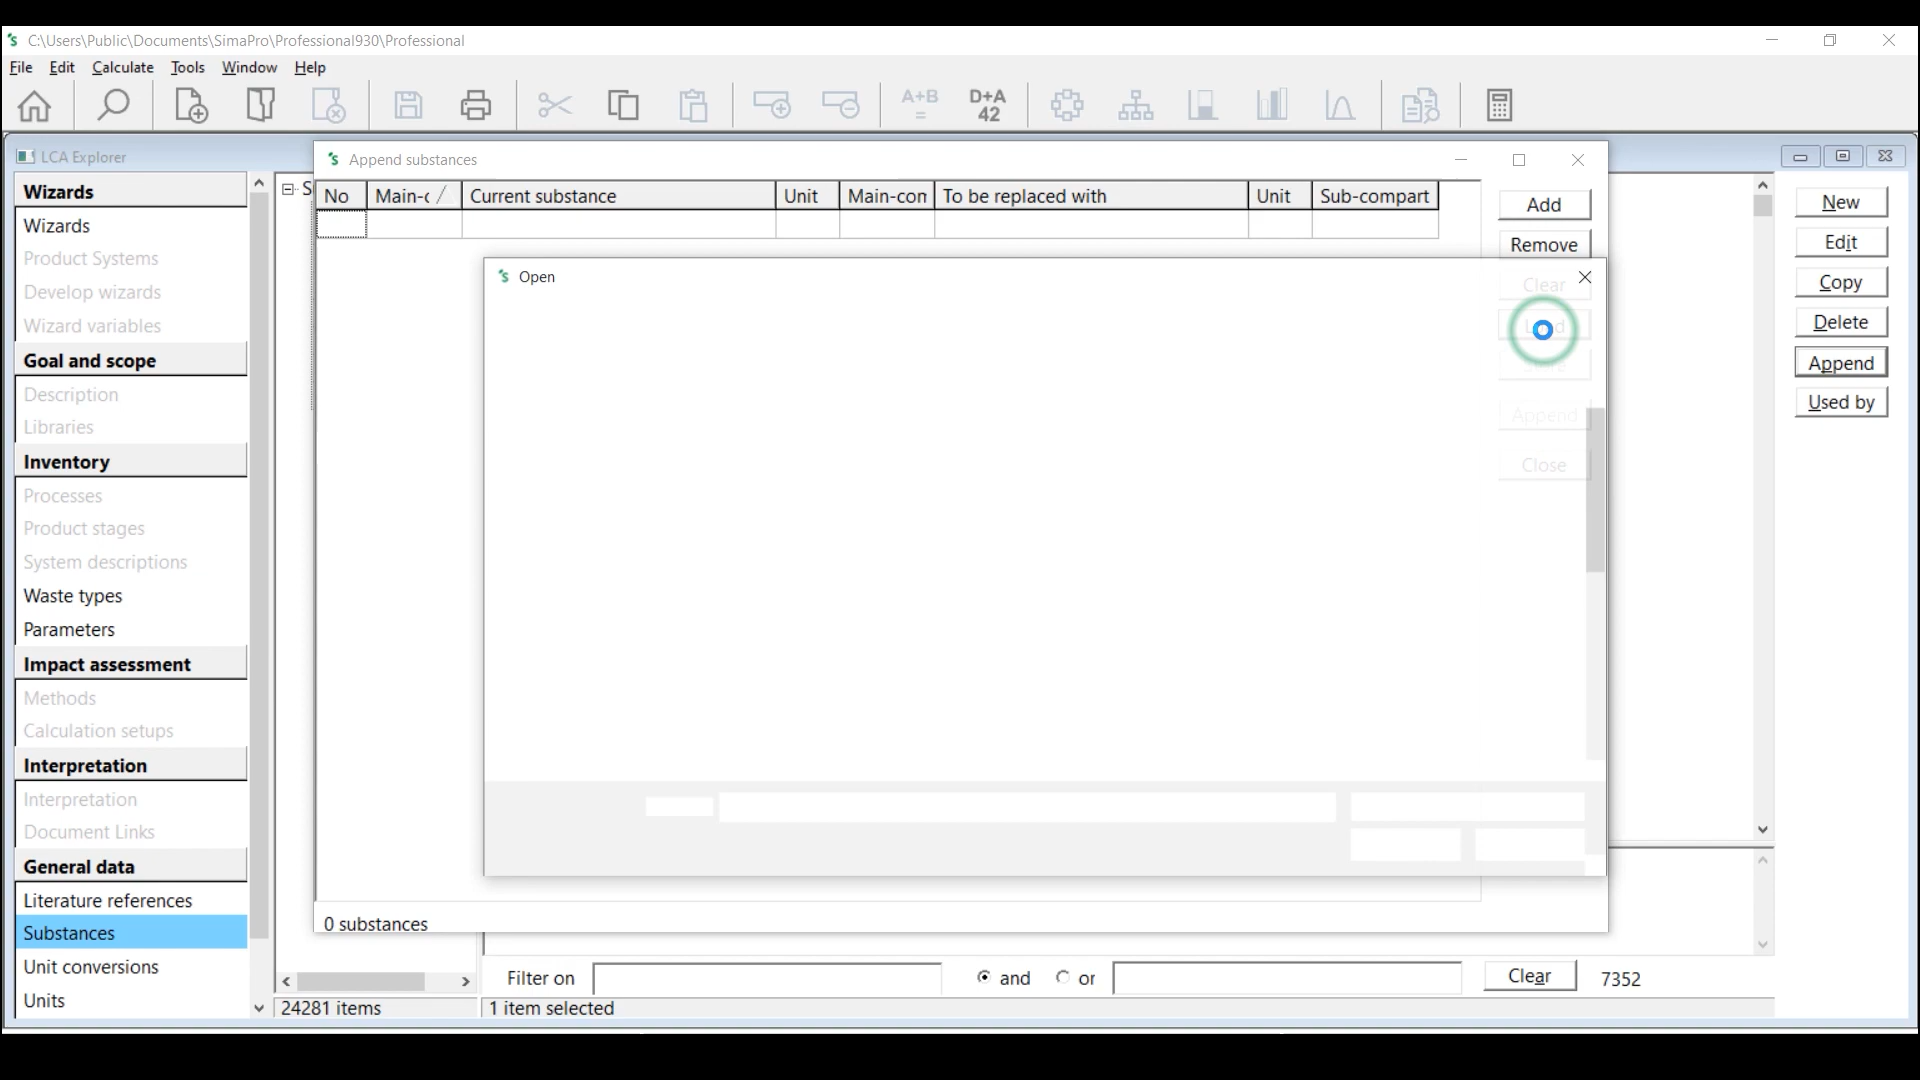 C:\Users\Public\Documents\SimaPro\Professional930\Professional
File Edit Calculate Tools Window Help
A+B
=
D+A
42
LCA Explorer
Wizards
Wizards
Product Systems
Develop wizards
Wizard variables
Goal and scope
Description
Libraries
Inventory
Processes
Product stages
System descriptions
Waste types
Parameters
Impact assessment
Methods
Calculation setups
Interpretation
Interpretation
Document Links
General data
Literature references
Substances
Unit conversions
Units
S
24281 items
Append substances
No Main-c Current substance Unit Main-con To be replaced with Unit Sub-compart
Add
Remove
Clear
Append
Close
Open
0 substances
Filter on and or Clear 7352
1 item selected
New
Edit
Copy
Delete
Append
Used by